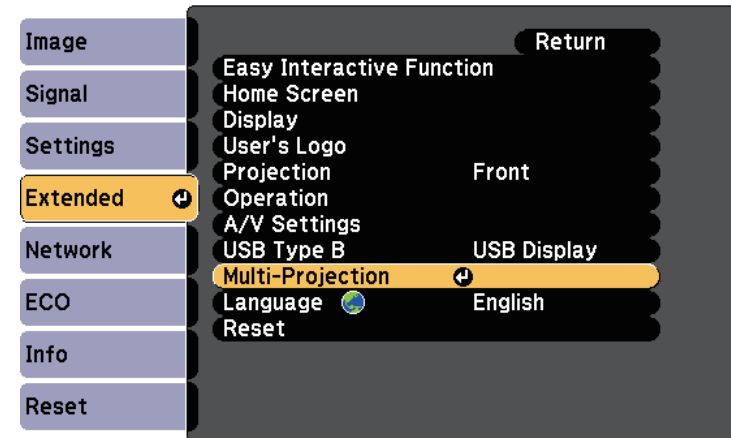 Image
Signal
Settings
Extended
Network
ECO
Info
Reset
Return
Easy Interactive Function
Home Screen
Display
User's Logo
Projection Front
Operation
A/V Settings
USB Type B USB Display
Multi-Projection
Language English
Reset